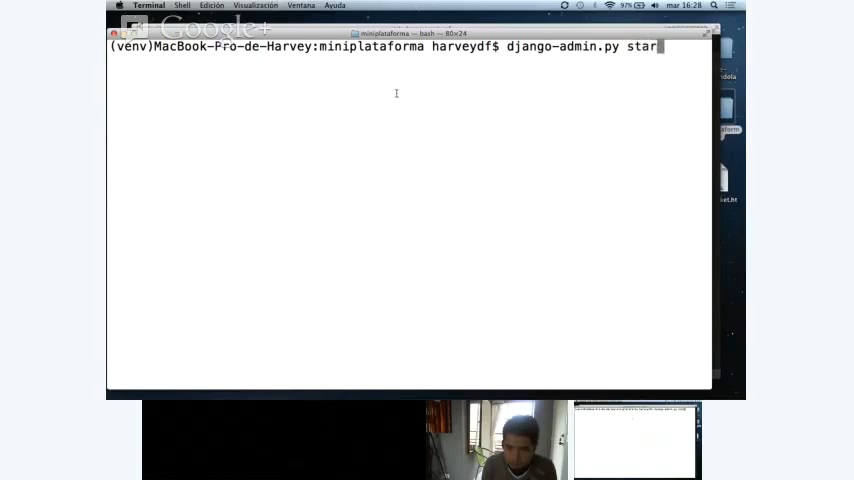 Terminal Shell Edición Visualización Ventana Ayuda 97% mar 16:28
Google+
miniplataforma — bash — 80×24
(venv)MacBook-Pro-de-Harvey:miniplataforma harveydf$ django-admin.py star